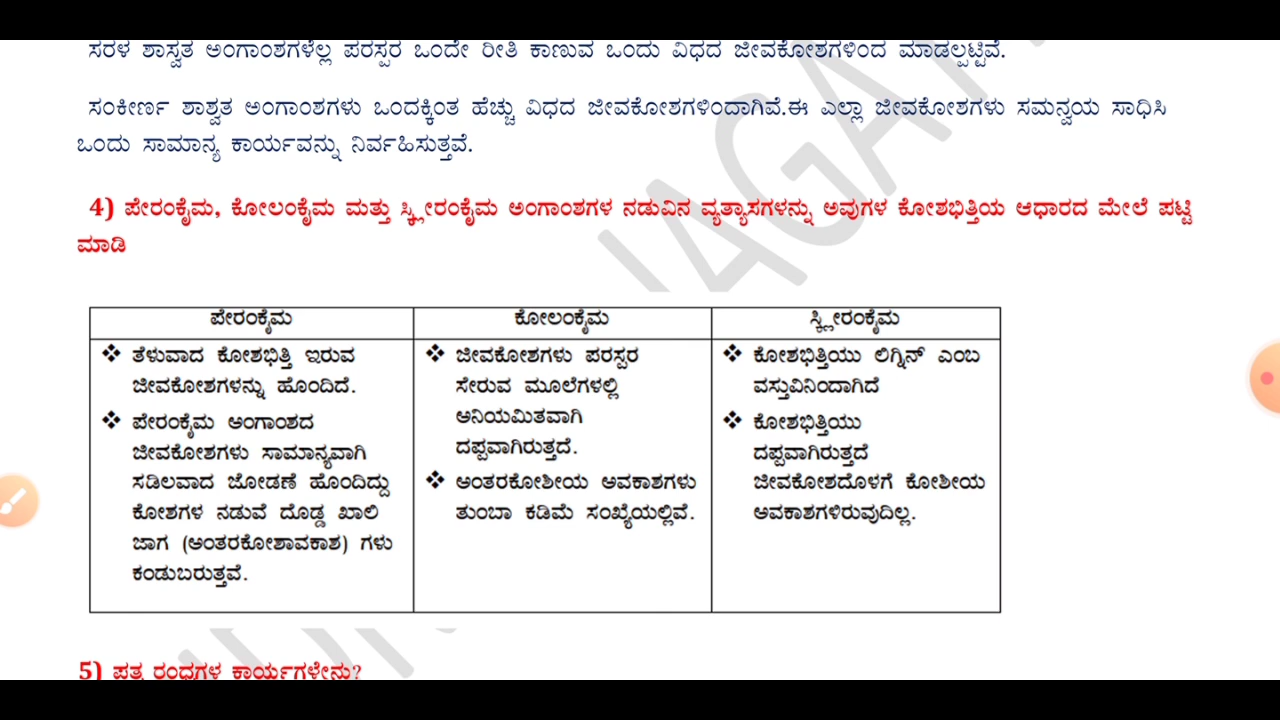 ಸರಳ ಶಾಸ್ವತ ಅಂಗಾಂಶಗಳೆಲ್ಲ ಪರಸ್ಪರ ಒಂದೇ ರೀತಿ ಕಾಣುವ ಒಂದು ವಿಧದ ಜೀವಕೋಶಗಳಿಂದ ಮಾಡಲ್ಪಟ್ಟಿವೆ.
ಸಂಕೀರ್ಣ ಶಾಶ್ವತ ಅಂಗಾಂಶಗಳು ಒಂದಕ್ಕಿಂತ ಹೆಚ್ಚು ವಿಧದ ಜೀವಕೋಶಗಳಿಂದಾಗಿವೆ.ಈ ಎಲ್ಲಾ ಜೀವಕೋಶಗಳು ಸಮನ್ವಯ ಸಾಧಿಸಿ
ಒಂದು ಸಾಮಾನ್ಯ ಕಾರ್ಯವನ್ನು ನಿರ್ವಹಿಸುತ್ತವೆ.
4) ಪೇರಂಕೈಮ, ಕೋಲಂಕೈಮ ಮತ್ತು ಸ್ಕ್ಲೀರಂಕೈಮ ಅಂಗಾಂಶಗಳ ನಡುವಿನ ವ್ಯತ್ಯಾಸಗಳನ್ನು ಅವುಗಳ ಕೋಶಭಿತ್ತಿಯ ಆಧಾರದ ಮೇಲೆ ಪಟ್ಟಿ
ಮಾಡಿ
ಪೇರಂಕೈಮ
❖ ತೆಳುವಾದ ಕೋಶಭಿತ್ತಿ ಇರುವ
ಜೀವಕೋಶಗಳನ್ನು ಹೊಂದಿದೆ.
❖ ಪೇರಂಕೈಮ ಅಂಗಾಂಶದ
ಜೀವಕೋಶಗಳು ಸಾಮಾನ್ಯವಾಗಿ
ಸಡಿಲವಾದ ಜೋಡಣೆ ಹೊಂದಿದ್ದು
ಕೋಶಗಳ ನಡುವೆ ದೊಡ್ಡ ಖಾಲಿ
ಜಾಗ (ಅಂತರಕೋಶಾವಕಾಶ) ಗಳು
ಕಂಡುಬರುತ್ತವೆ.
ಕೋಲಂಕೈಮ
❖ ಜೀವಕೋಶಗಳು ಪರಸ್ಪರ
ಸೇರುವ ಮೂಲೆಗಳಲ್ಲಿ
ಅನಿಯಮಿತವಾಗಿ
ದಪ್ಪವಾಗಿರುತ್ತದೆ.
❖ ಅಂತರಕೋಶೀಯ ಅವಕಾಶಗಳು
ತುಂಬಾ ಕಡಿಮೆ ಸಂಖ್ಯೆಯಲ್ಲಿವೆ.
ಸ್ಕ್ಲೀರಂಕೈಮ
❖ ಕೋಶಭಿತ್ತಿಯು ಲಿಗ್ನಿನ್ ಎಂಬ
ವಸ್ತುವಿನಿಂದಾಗಿದೆ
❖ ಕೋಶಭಿತ್ತಿಯು
ದಪ್ಪವಾಗಿರುತ್ತದೆ
ಜೀವಕೋಶದೊಳಗೆ ಕೋಶೀಯ
ಅವಕಾಶಗಳಿರುವುದಿಲ್ಲ.
5) ಪತ್ರ ರಂಧ್ರಗಳ ಕಾರ್ಯಗಳೇನು?